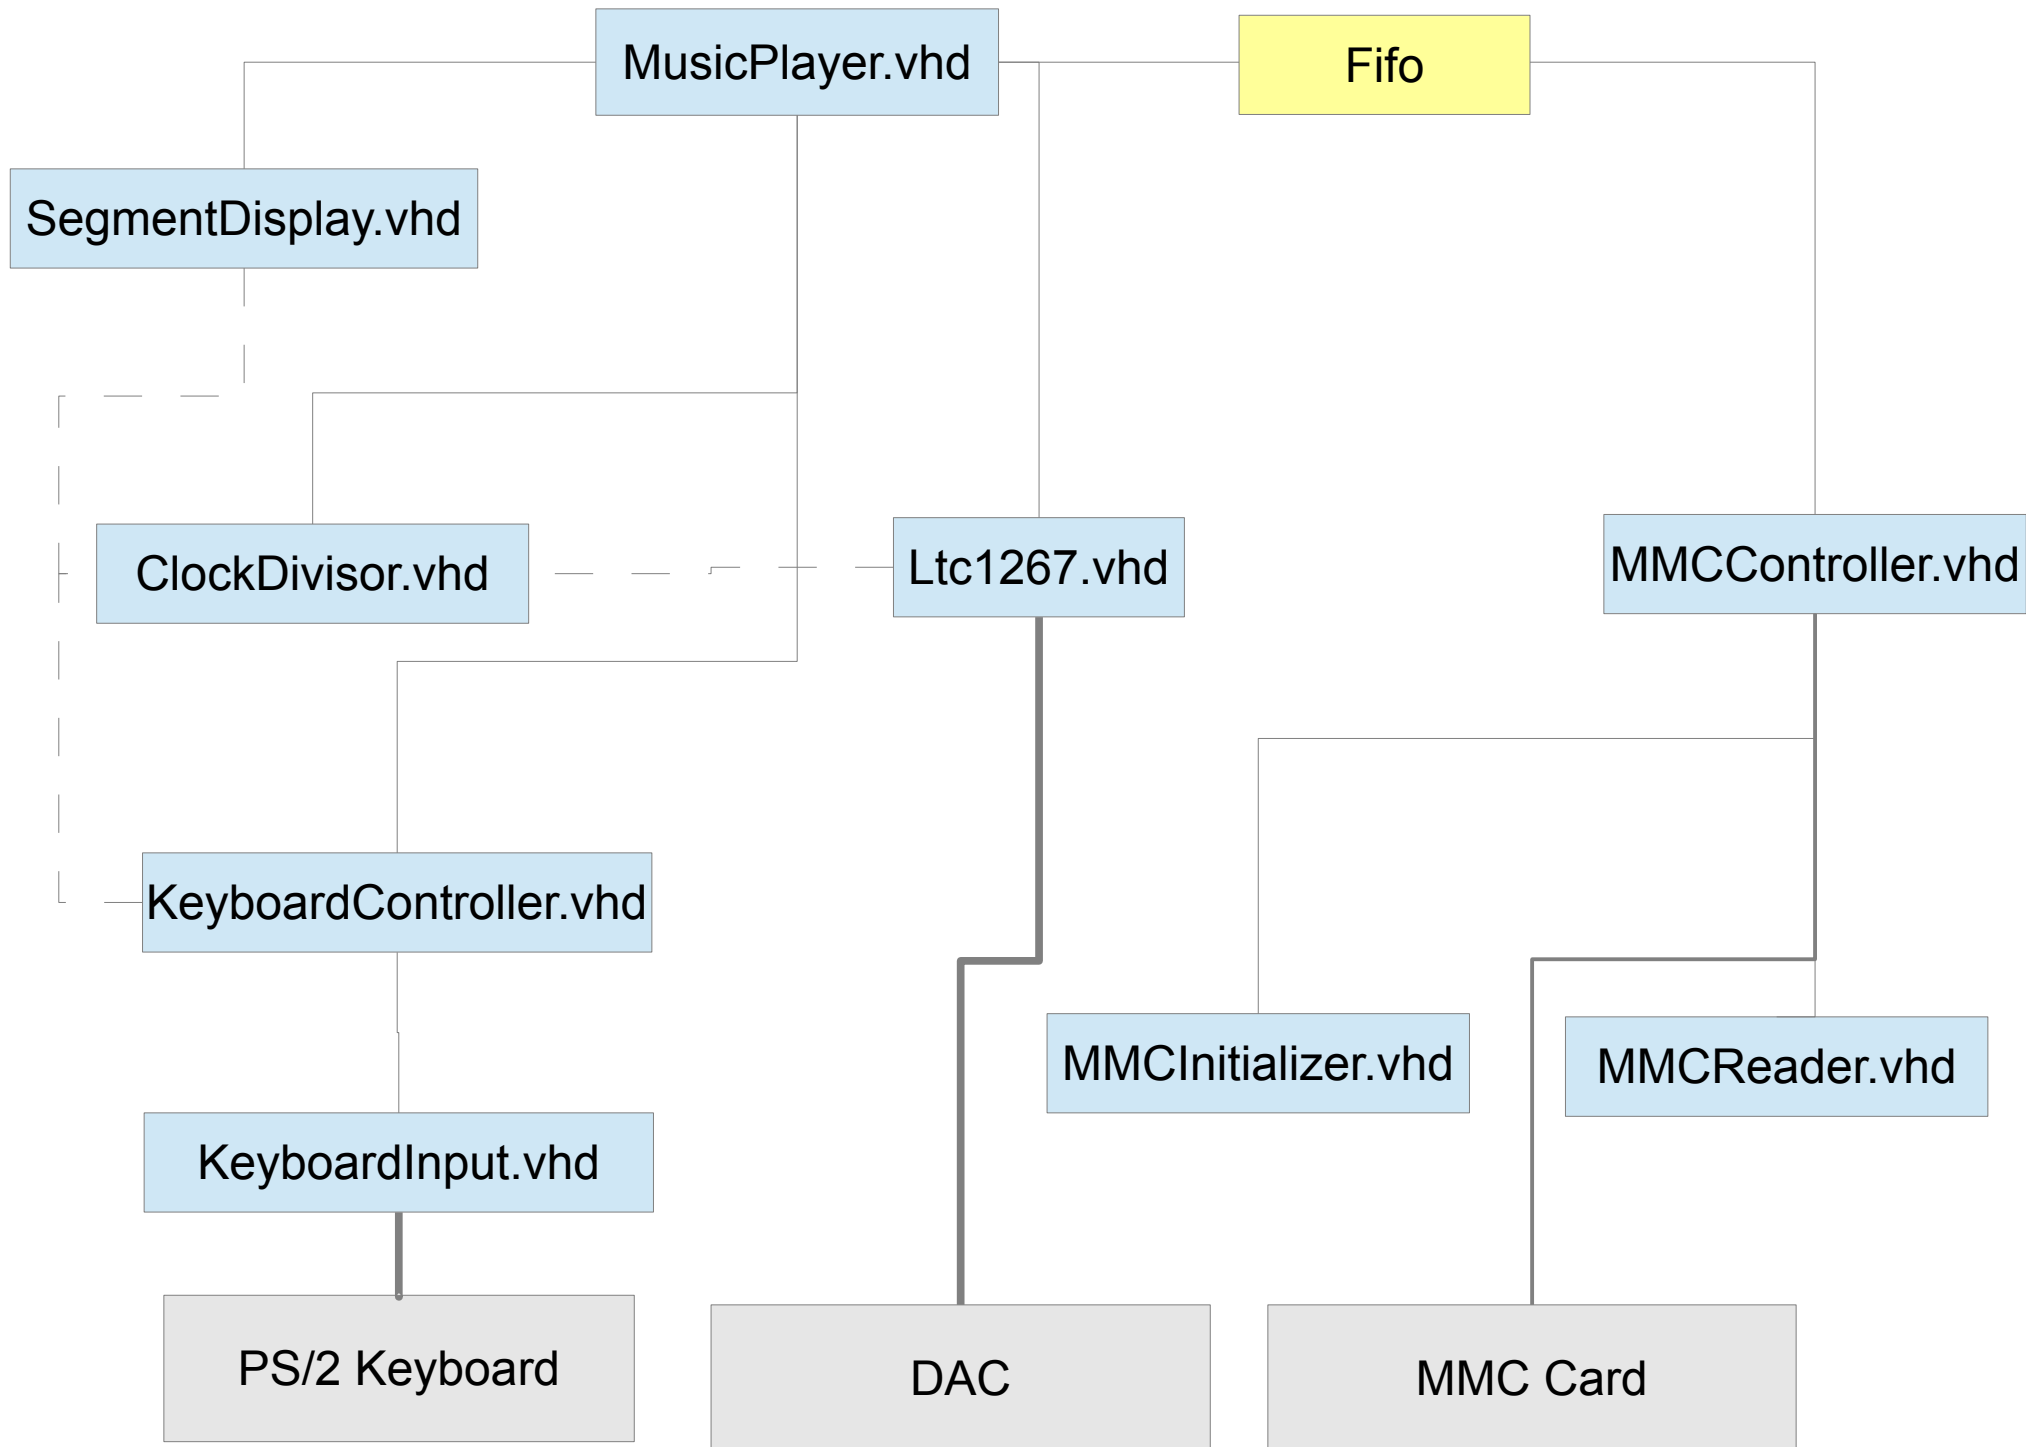 MusicPlayer.vhd
Fifo
SegmentDisplay.vhd
ClockDivisor.vhd
Ltc1267.vhd
MMCController.vhd
KeyboardController.vhd
MMCInitializer.vhd
MMCReader.vhd
KeyboardInput.vhd
PS/2 Keyboard
DAC
MMC Card